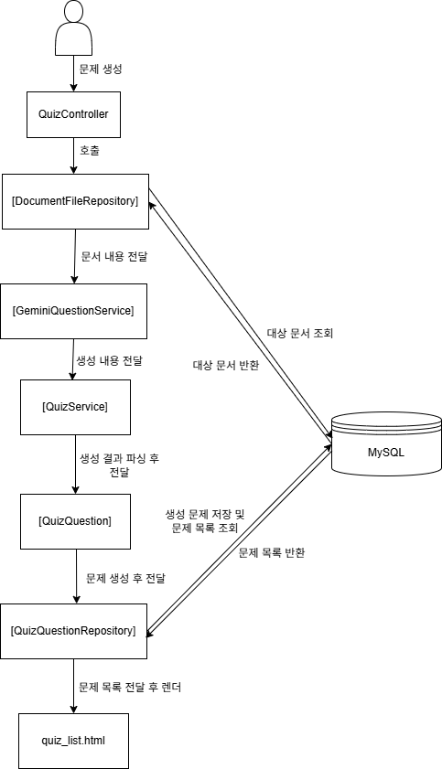 문제 생성
QuizController
호출
[DocumentFileRepository]
문서 내용 전달
[GeminiQuestionService]
대상 문서 조회
대상 문서 반환
생성 내용 전달
[QuizService]
MySQL
생성 결과 파싱 후
전달
[QuizQuestion]
생성 문제 저장 및
문제 목록 조회
문제 목록 반환
문제 생성 후 전달
[QuizQuestionRepository]
문제 목록 전달 후 렌더
quiz_list.html